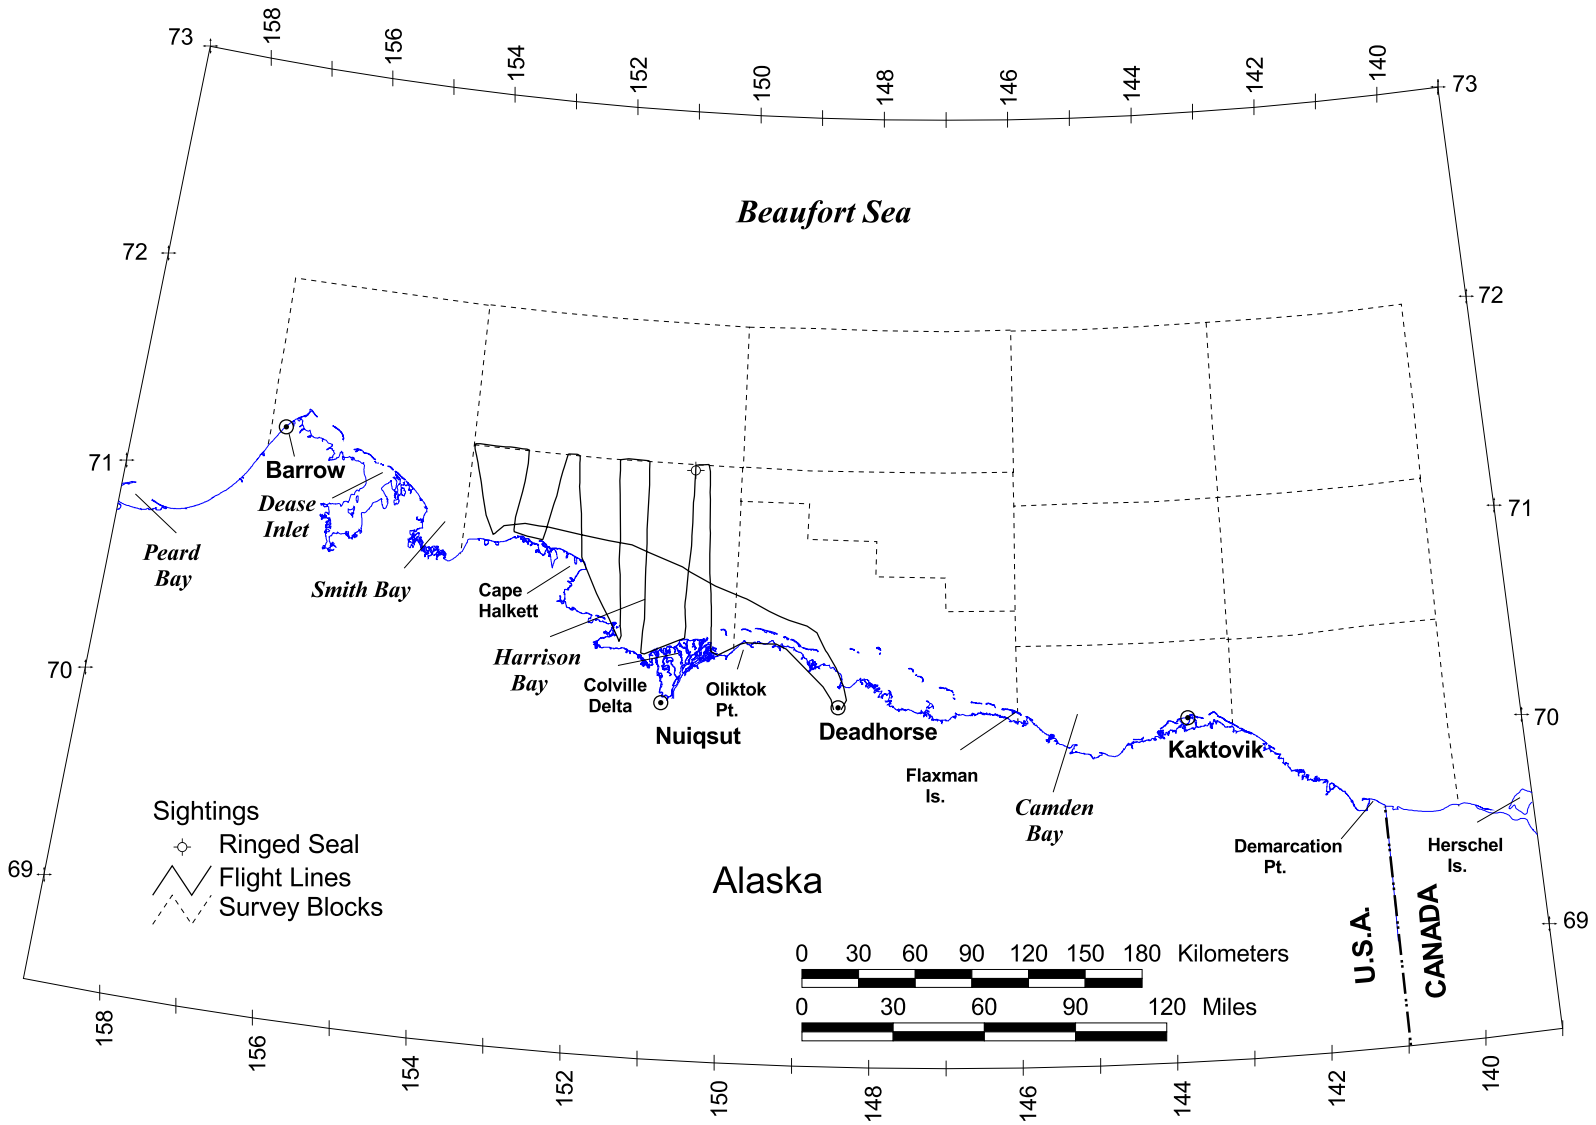 158
156
154
152
150
148
146
144
142
140
73
73
Beaufort Sea
72
72
71
71
Barrow
Dease
Inlet
Peard
Bay
Smith Bay
Cape
Halkett
Harrison
Bay
Colville
Delta
Oliktok
Pt.
70
70
Nuiqsut
Deadhorse
Kaktovik
Flaxman
Is.
Camden
Bay
Demarcation
Pt.
Herschel
Is.
Sightings
Ringed Seal
Flight Lines
Survey Blocks
69
69
Alaska
U.S.A.
CANADA
0 30 60 90 120 150 180 Kilometers
0 30 60 90 120 Miles
158
156
154
152
150
148
146
144
142
140